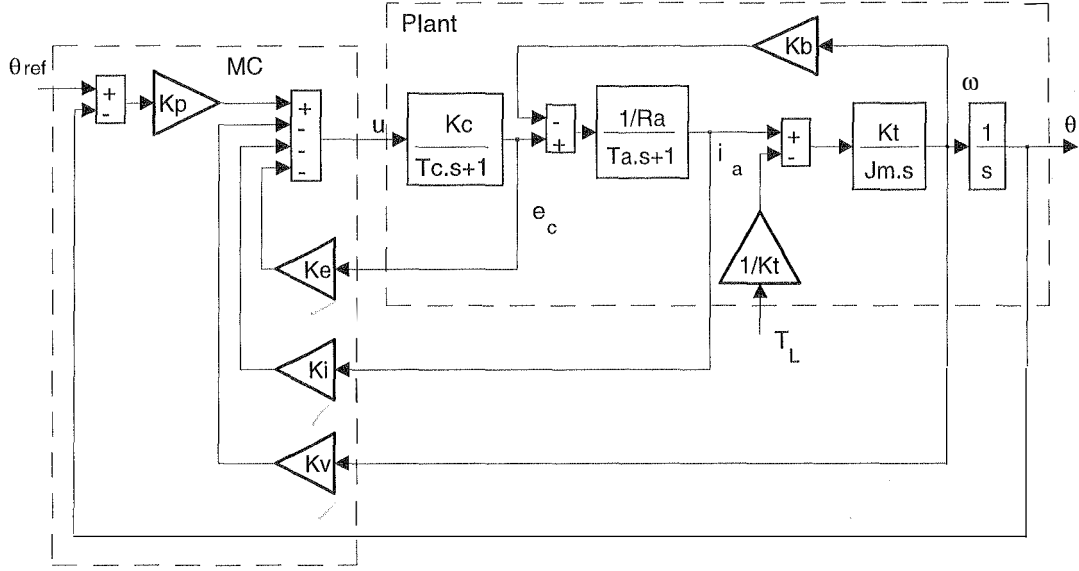 Plant
MC
θ ref
+
-
Kp
+
-
-
-
u
Kc
Tc.s+1
-
+
1/Ra
Ta.s+1
Kb
i a
+
-
Kt
Jm.s
ω
1
s
θ
e c
1/Kt
T L
Ke
Ki
Kv